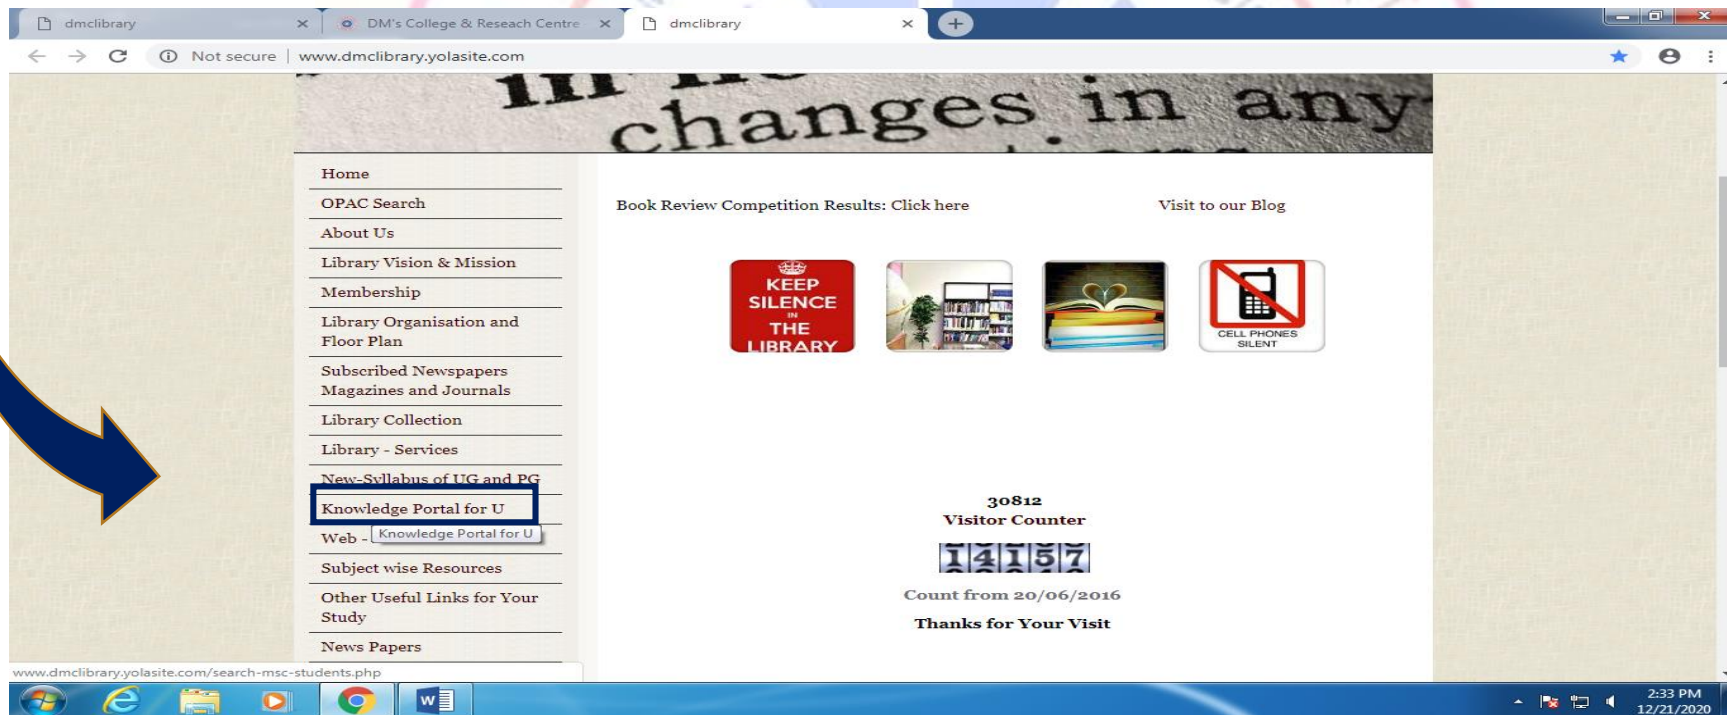 dmclibrary
DM's College & Reseach Centre
dmclibrary
Not secure | www.dmclibrary.yolasite.com
changes in any
Home
OPAC Search
About Us
Library Vision & Mission
Membership
Library Organisation and
Floor Plan
Subscribed Newspapers
Magazines and Journals
Library Collection
Library - Services
New-Syllabus of UG and PG
Knowledge Portal for U
Knowledge Portal for U
Web -
Subject wise Resources
Other Useful Links for Your
Study
News Papers
Book Review Competition Results: Click here
Visit to our Blog
KEEP
SILENCE
IN
THE
LIBRARY
CELL PHONES
SILENT
30812
Visitor Counter
14157
Count from 20/06/2016
Thanks for Your Visit
www.dmclibrary.yolasite.com/search-msc-students.php
2:33 PM
12/21/2020